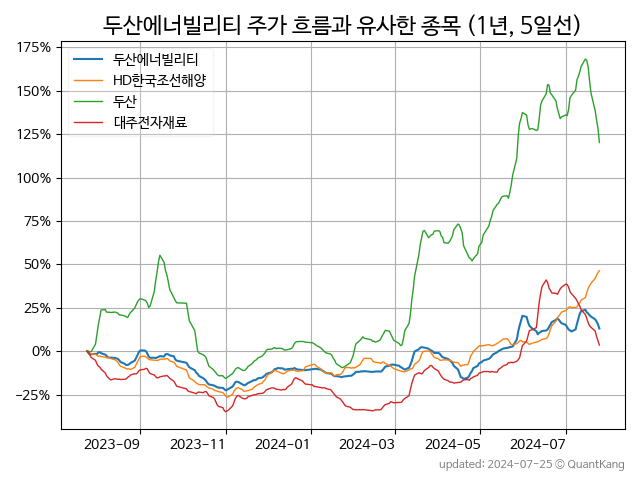 두산에너빌리티 주가 흐름과 유사한 종목 (1년, 5일선)
175%
150%
125%
100%
75%
50%
25%
0%
−25%
두산에너빌리티
HD한국조선해양
두산
대주전자재료
2023-09
2023-11
2024-01
2024-03
2024-05
2024-07
updated: 2024-07-25 © QuantKang